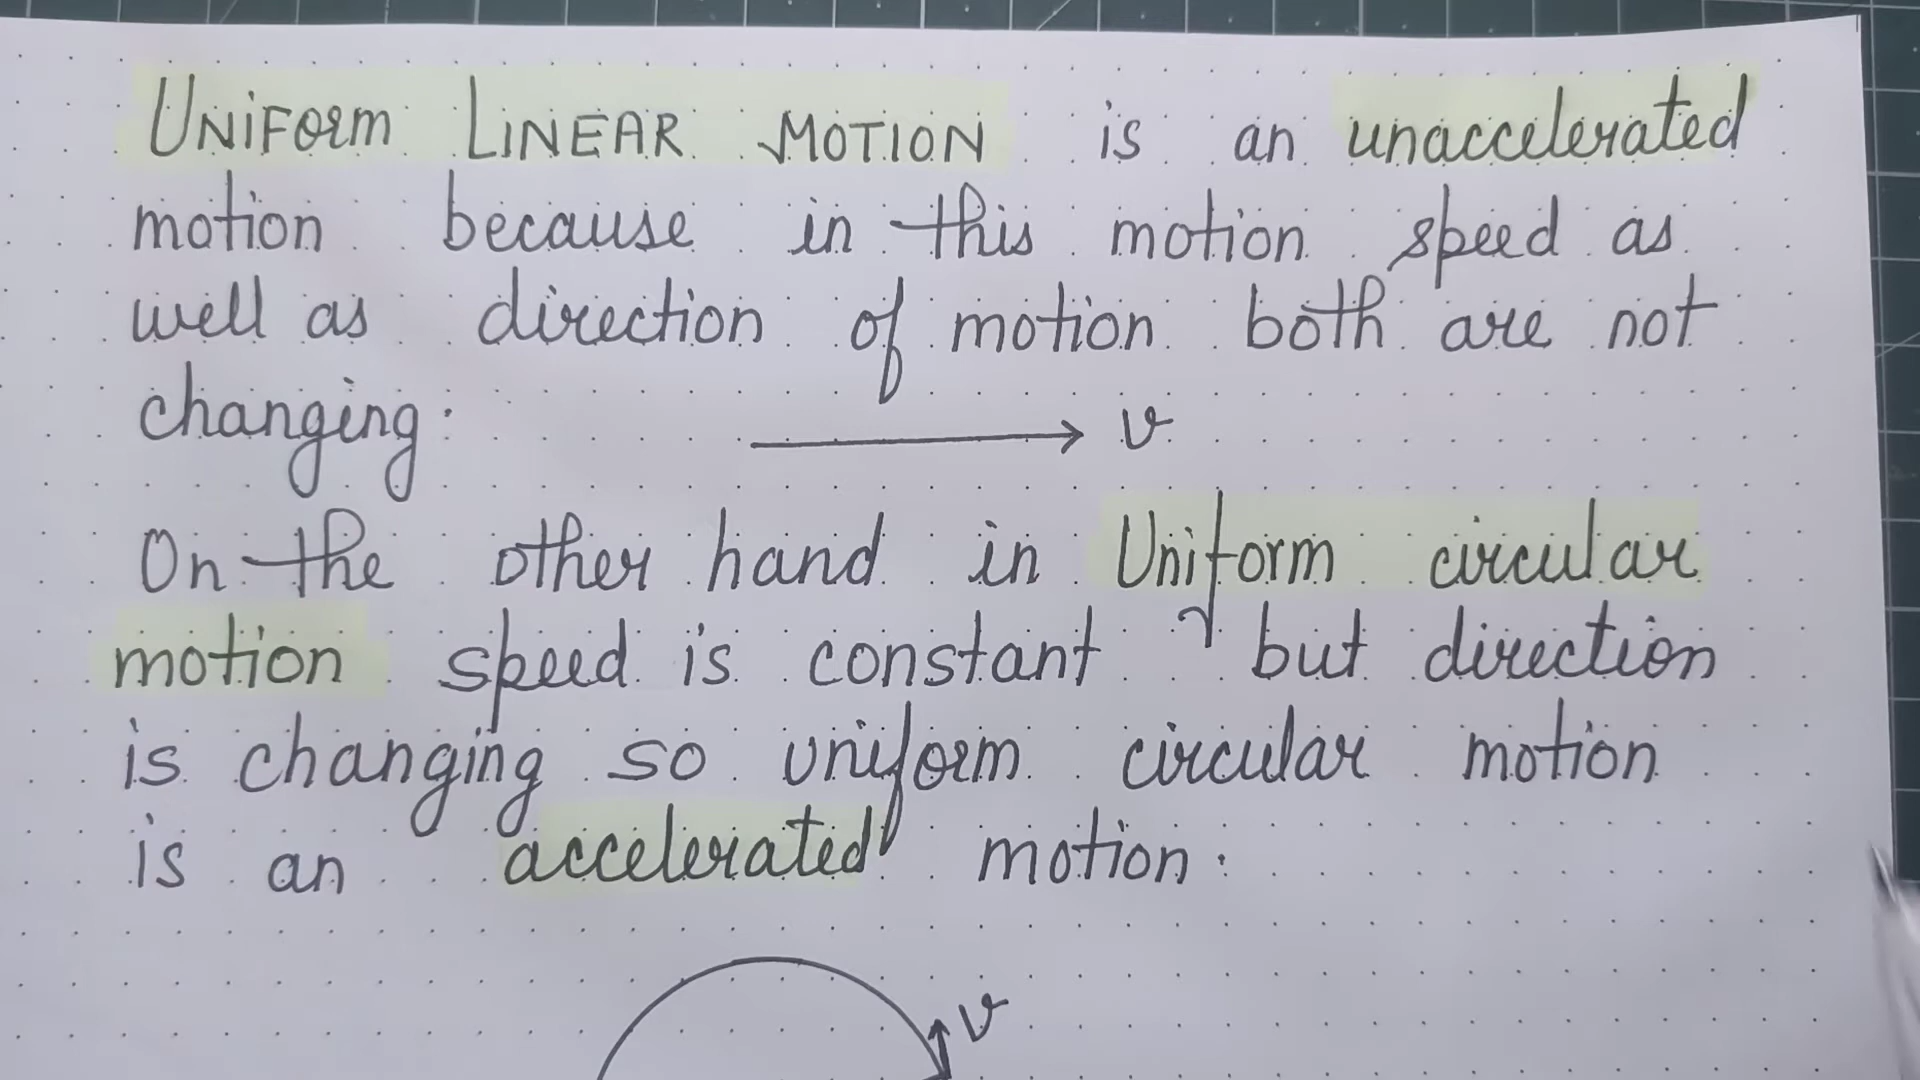 UNIFORM LINEAR MOTION is an unaccelerated
motion because in this motion speed as
well as direction of motion both are not
changing.
v
On the other hand in Uniform circular
motion speed is constant but direction
is changing so uniform circular motion
is an accelerated motion.
v